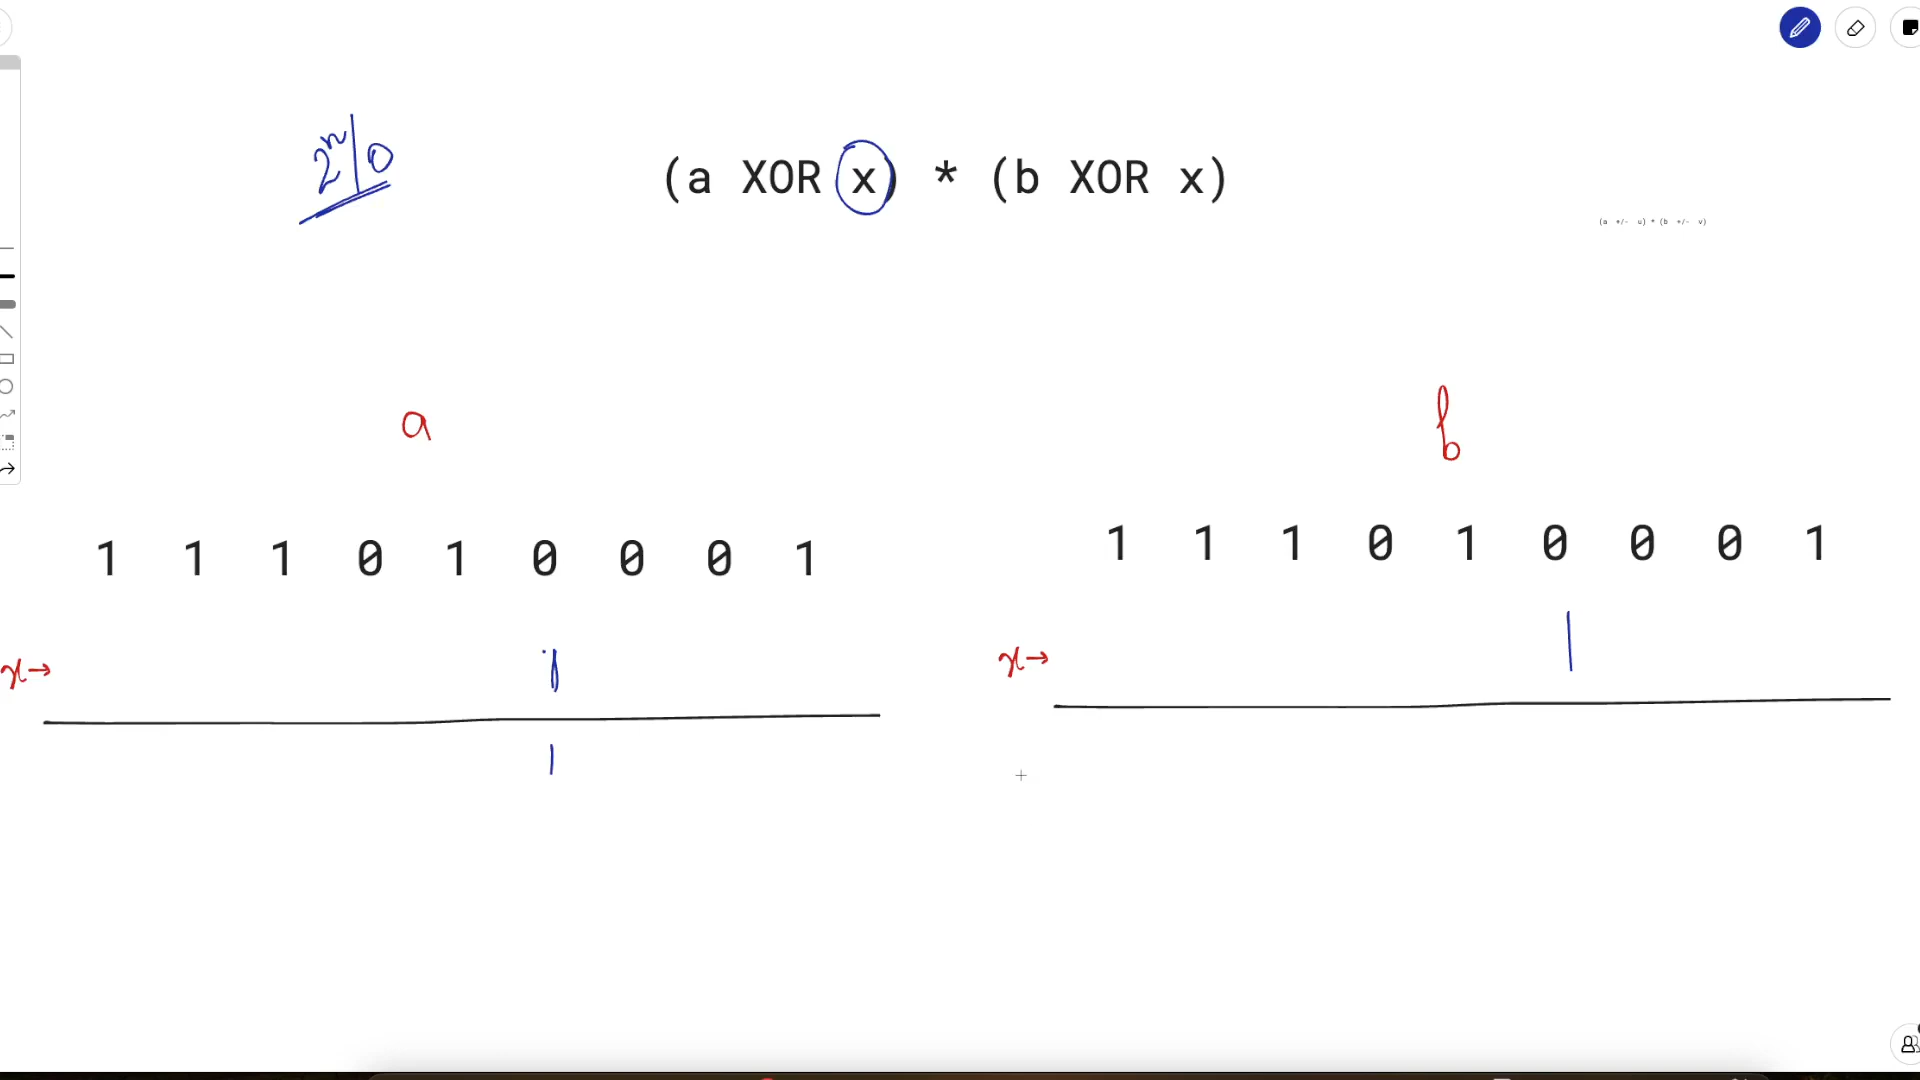 2ⁿ/0
(a XOR x) * (b XOR x)
(a +/- u) * (b +/- v)
a
b
1 1 1 0 1 0 0 0 1
1 1 1 0 1 0 0 0 1
x→ 1
x→ 1
1